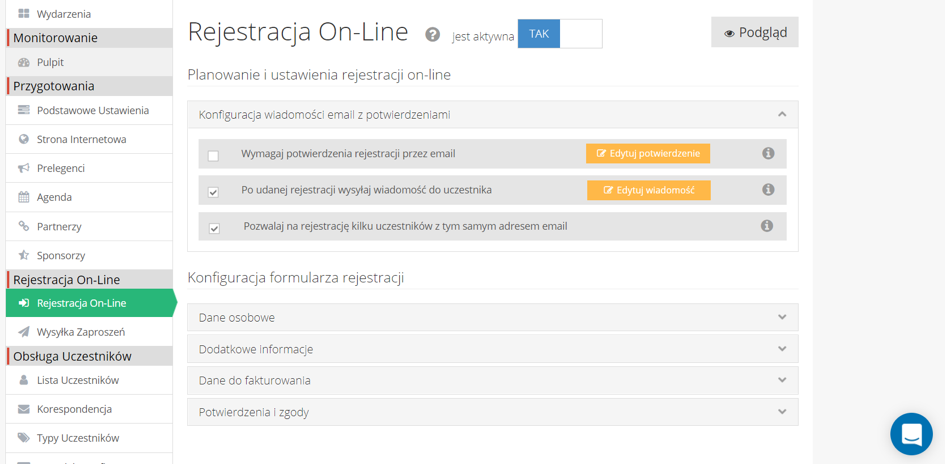 Wydarzenia
Monitorowanie
Pulpit
Przygotowania
Podstawowe Ustawienia
Strona Internetowa
Prelegenci
Agenda
Partnerzy
Sponsorzy
Rejestracja On-Line
Rejestracja On-Line
Wysyłka Zaproszeń
Obsługa Uczestników
Lista Uczestników
Korespondencja
Typy Uczestników
Rejestracja On-Line ? Jest aktywna TAK
Podgląd
Planowanie i ustawienia rejestracji on-line
Konfiguracja wiadomości email z potwierdzeniami
Wymagaj potwierdzenia rejestracji przez email Edytuj potwierdzenie
Po udanej rejestracji wysyłaj wiadomość do uczestnika Edytuj wiadomość
Pozwalaj na rejestrację kilku uczestników z tym samym adresem email
Konfiguracja formularza rejestracji
Dane osobowe
Dodatkowe informacje
Dane do fakturowania
Potwierdzenia i zgody